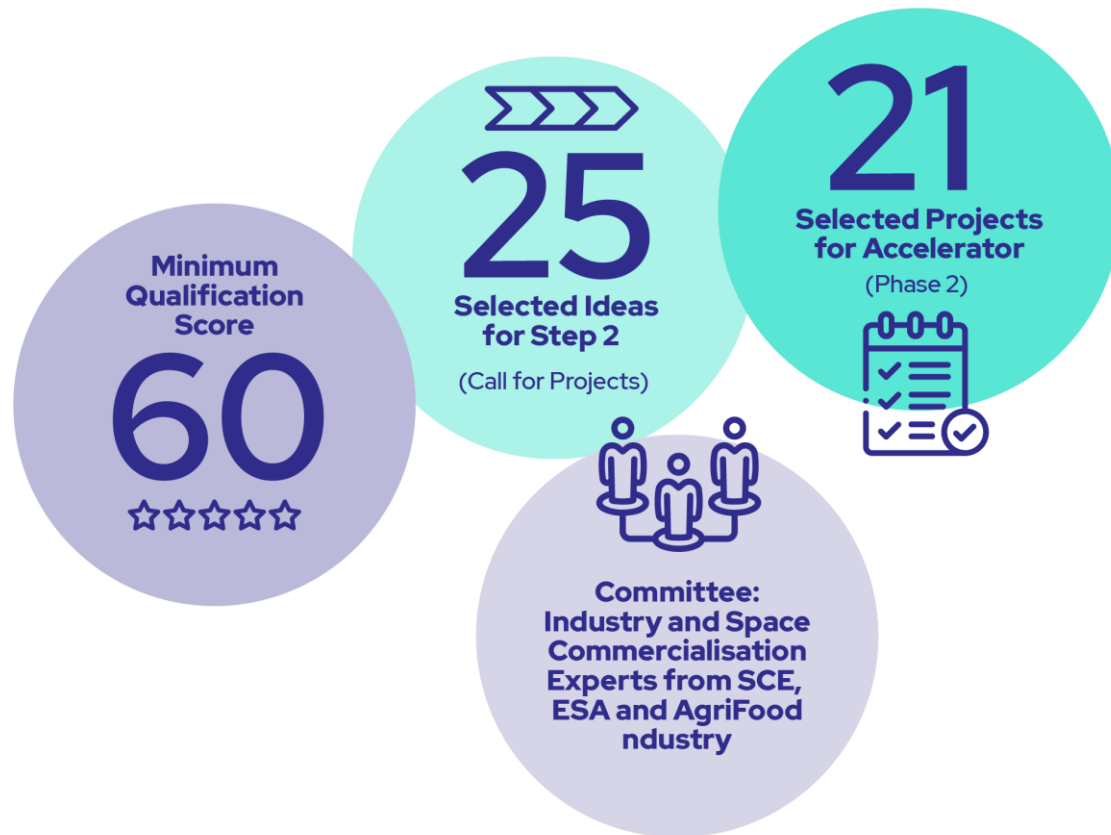 Minimum
Qualification
Score
60
25
Selected Ideas
for Step 2
(Call for Projects)
21
Selected Projects
for Accelerator
(Phase 2)
Committee:
Industry and Space
Commercialisation
Experts from SCE,
ESA and AgriFood
ndustry